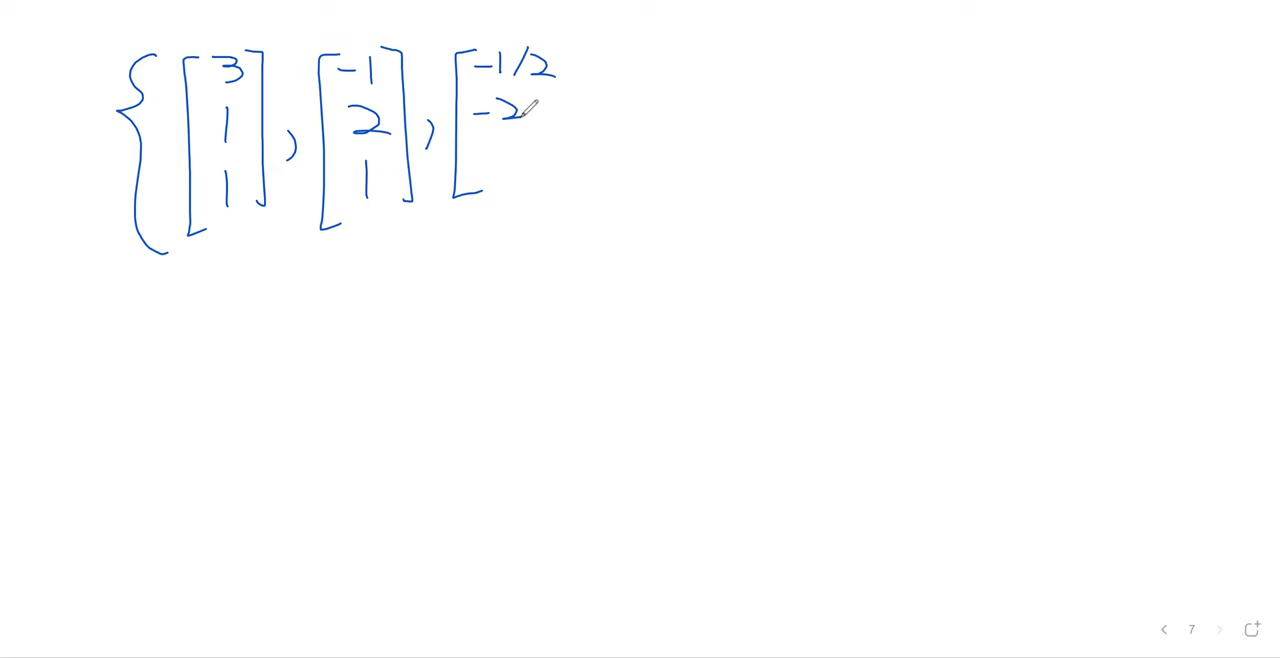 { [ 3 ] , [ -1 ] , [ -1/2
1 2 -2
1 1
7